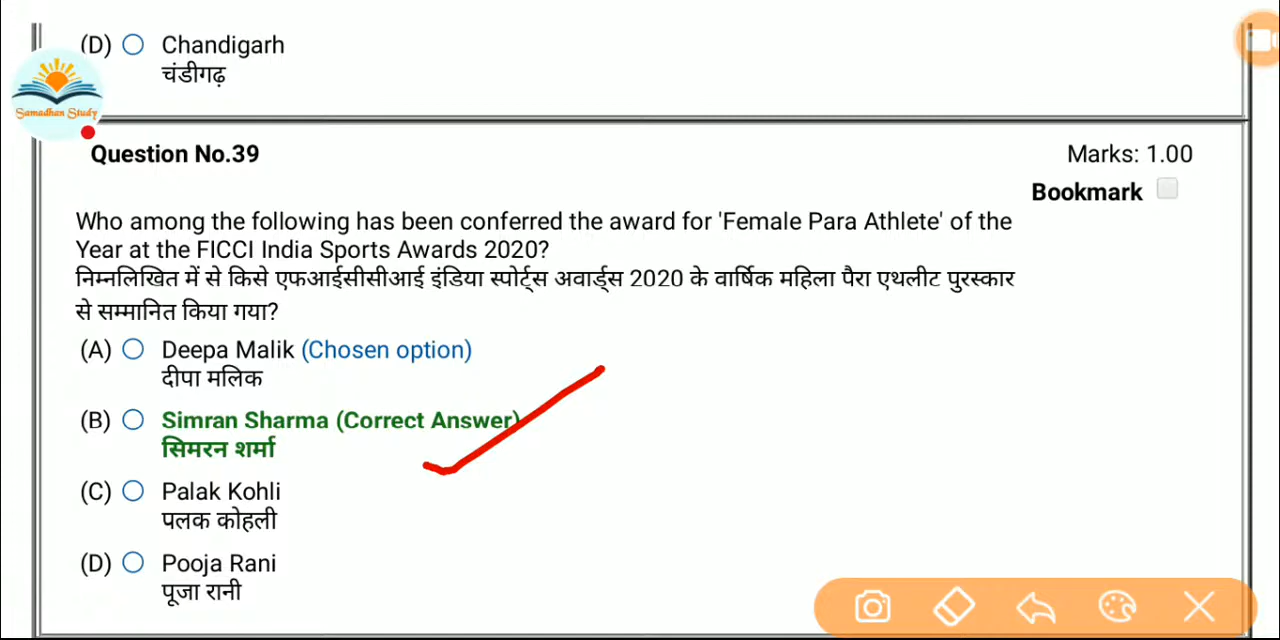 (D) Chandigarh
चंडीगढ़
Samadhan Study
Question No.39
Marks: 1.00
Bookmark
Who among the following has been conferred the award for 'Female Para Athlete' of the
Year at the FICCI India Sports Awards 2020?
निम्नलिखित में से किसे एफआईसीसीआई इंडिया स्पोर्ट्स अवार्ड्स 2020 के वार्षिक महिला पैरा एथलीट पुरस्कार
से सम्मानित किया गया?
(A) Deepa Malik (Chosen option)
दीपा मलिक
(B) Simran Sharma (Correct Answer)
सिमरन शर्मा
(C) Palak Kohli
पलक कोहली
(D) Pooja Rani
पूजा रानी